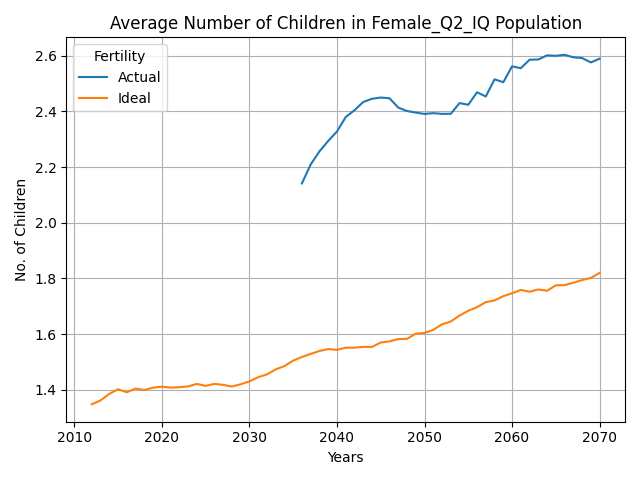 Average Number of Children in Female_Q2_IQ Population
Fertility
Actual
Ideal
No. of Children
2.6
2.4
2.2
2.0
1.8
1.6
1.4
2010 2020 2030 2040 2050 2060 2070
Years